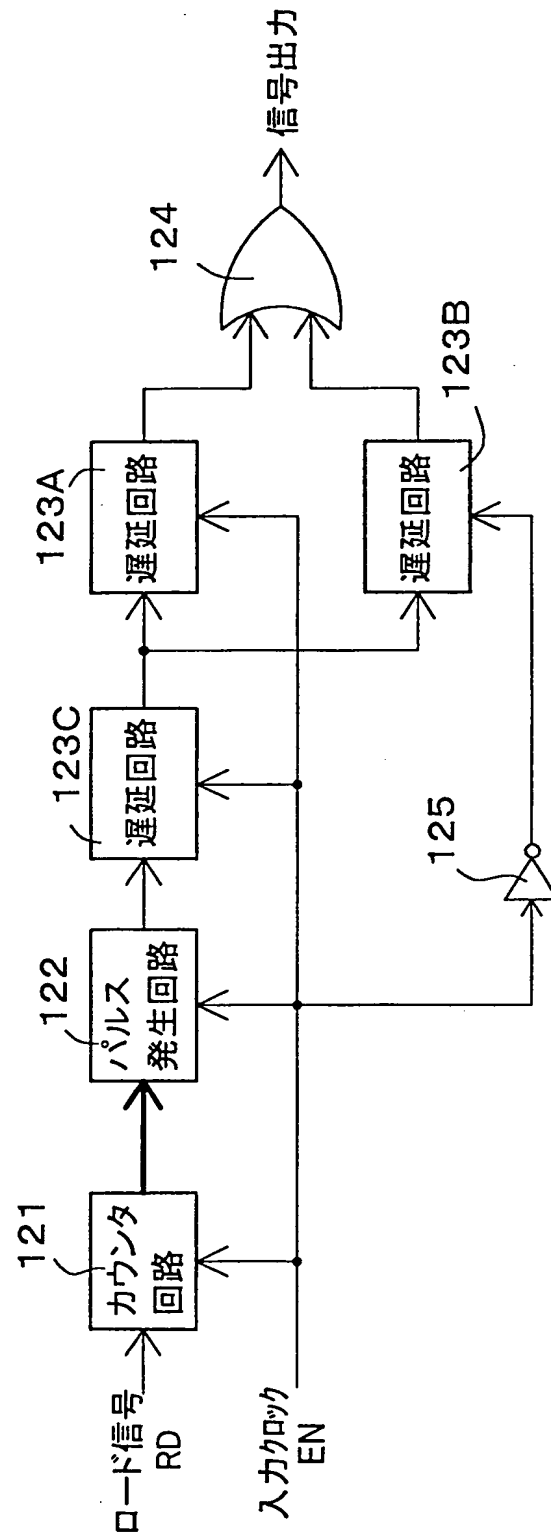 ロード信号
RD
入力クロック
EN
121
カウンタ
回路
122
パルス
発生回路
123C
遅延回路
123A
遅延回路
123B
遅延回路
124
125
信号出力